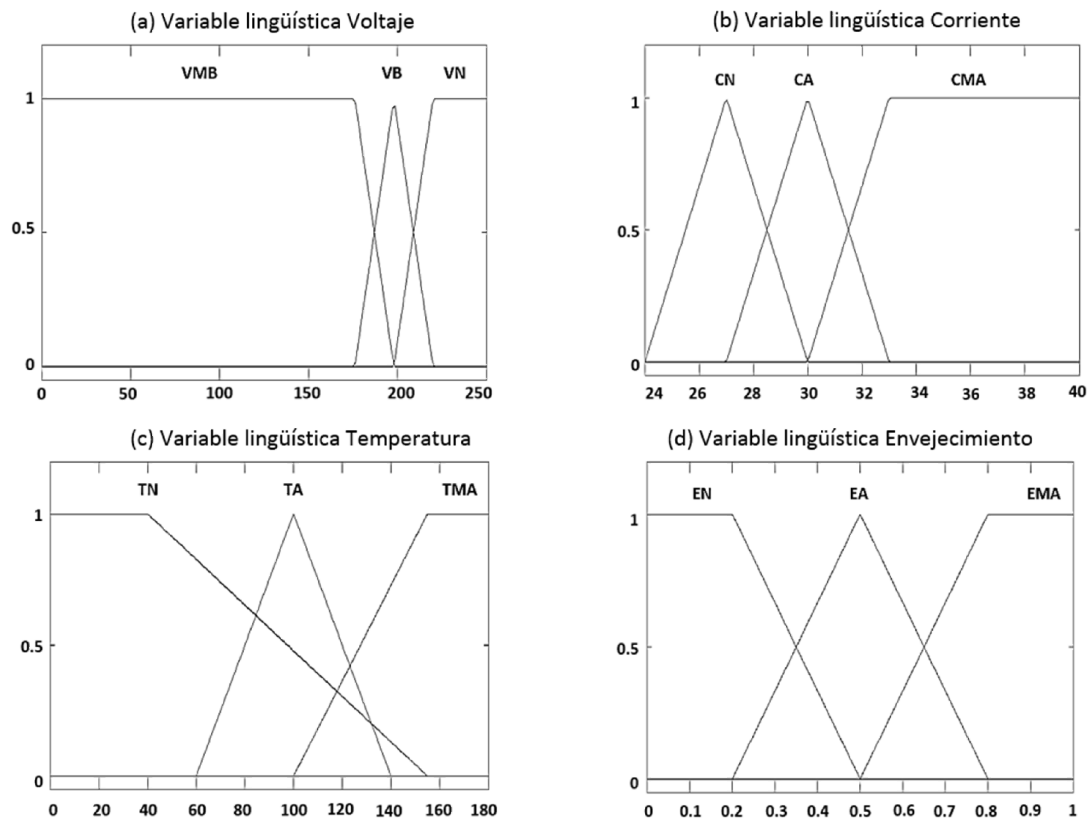 (a) Variable lingüística Voltaje
VMB VB VN
1
0.5
0
0 50 100 150 200 250
(b) Variable lingüística Corriente
CN CA CMA
1
0.5
0
24 26 28 30 32 34 36 38 40
(c) Variable lingüística Temperatura
TN TA TMA
1
0.5
0
0 20 40 60 80 100 120 140 160 180
(d) Variable lingüística Envejecimiento
EN EA EMA
1
0.5
0
0 0.1 0.2 0.3 0.4 0.5 0.6 0.7 0.8 0.9 1